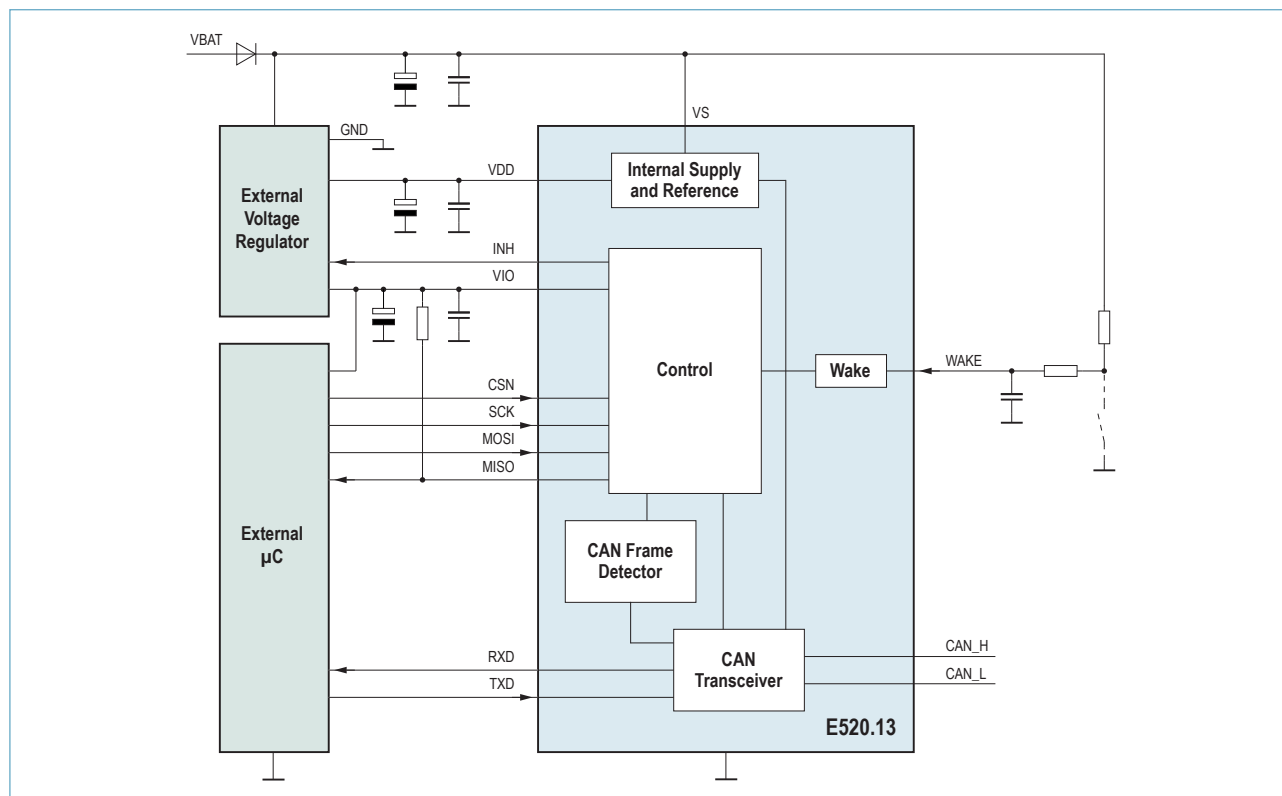 VBAT
VS
GND
VDD
Internal Supply
and Reference
External
Voltage
Regulator
INH
VIO
Control
WAKE
Wake
CSN
SCK
MOSI
MISO
External
µC
CAN Frame
Detector
RXD
TXD
CAN
Transceiver
CAN_H
CAN_L
E520.13